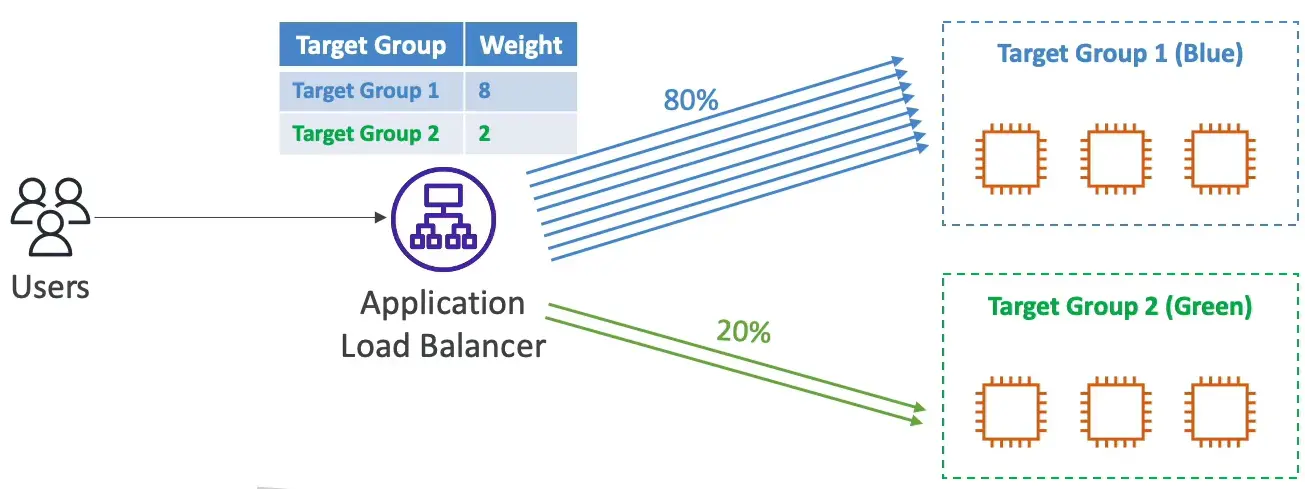 Target Group Weight
Target Group 1 8
Target Group 2 2
80%
Target Group 1 (Blue)
Users
Application
Load Balancer
20%
Target Group 2 (Green)